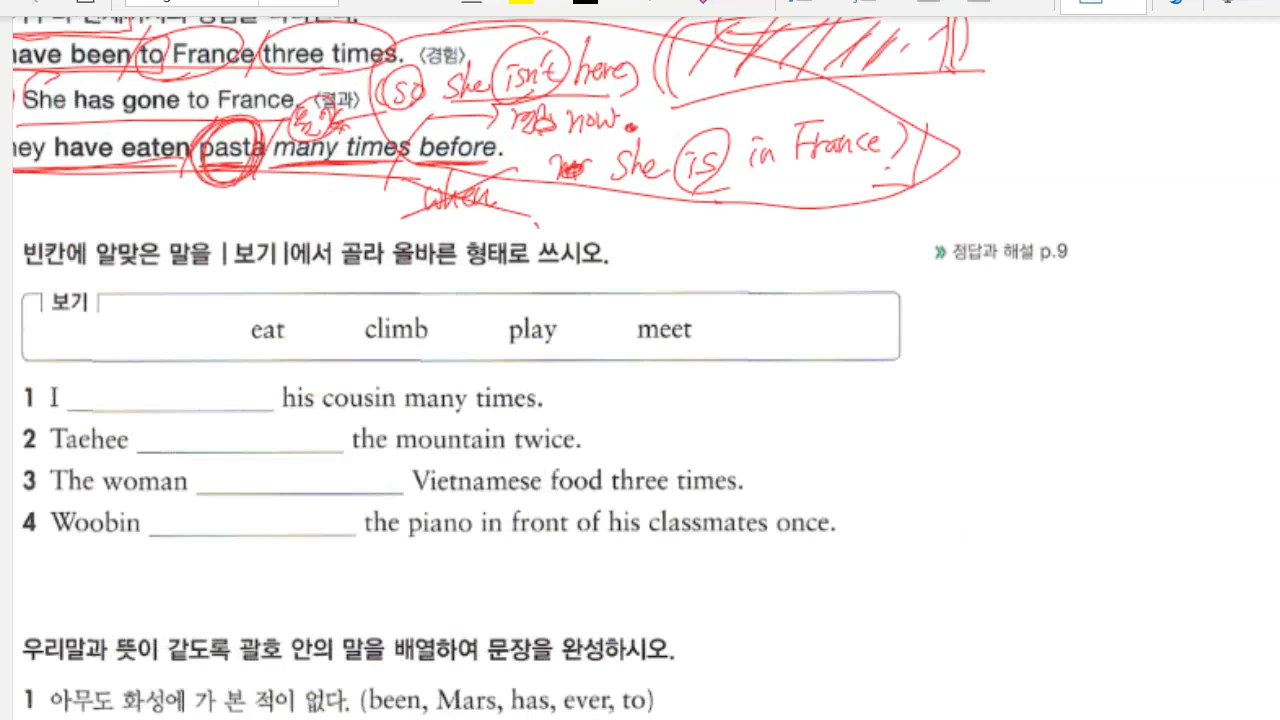 have been to France three times. 〈경험〉
(so she isn't here
She has gone to France. 〈결과〉
now.
they have eaten pasta many times before.
she is in France?)
when
빈칸에 알맞은 말을 |보기|에서 골라 올바른 형태로 쓰시오.
» 정답과 해설 p.9
보기
eat climb play meet
1 I ____ his cousin many times.
2 Taehee ____ the mountain twice.
3 The woman ____ Vietnamese food three times.
4 Woobin ____ the piano in front of his classmates once.
우리말과 뜻이 같도록 괄호 안의 말을 배열하여 문장을 완성하시오.
1 아무도 화성에 가 본 적이 없다. (been, Mars, has, ever, to)